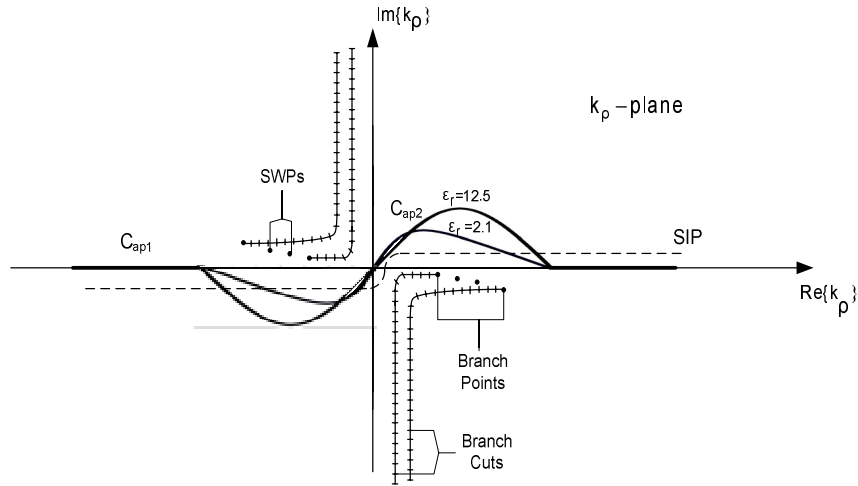 Im{kρ}
kρ –plane
SWPs
εr=12.5
Cap2
εr=2.1
Cap1
SIP
Re{kρ}
Branch
Points
Branch
Cuts